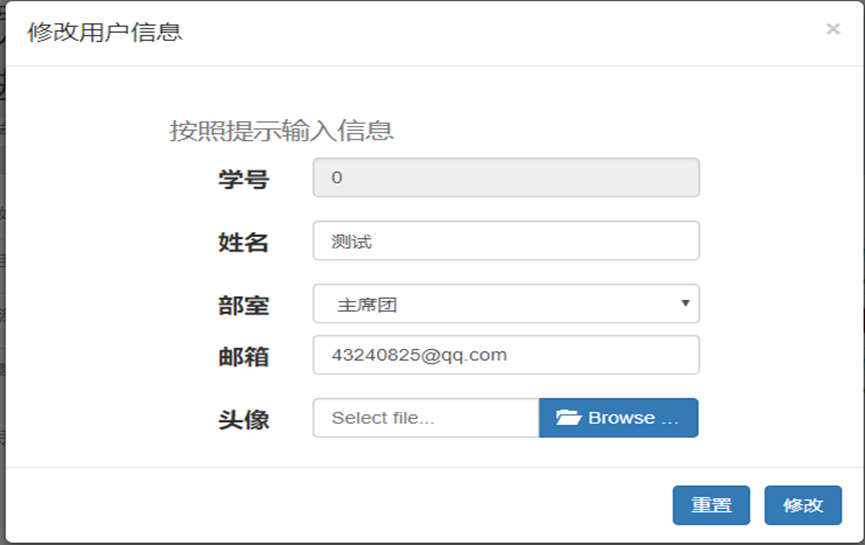 修改用户信息 ×
按照提示输入信息
学号 0
姓名 测试
部室 主席团
邮箱 43240825@qq.com
头像 Select file... Browse ...
重置 修改